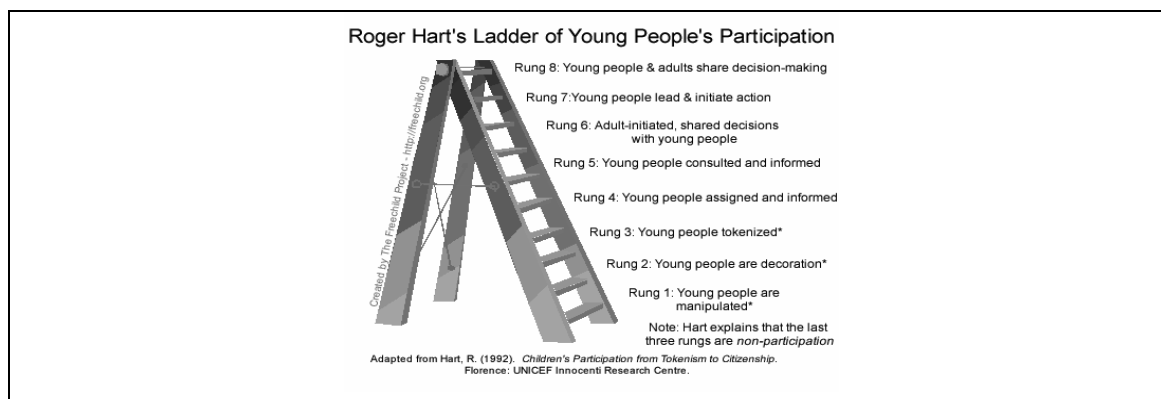 Roger Hart's Ladder of Young People's Participation
Created by The Freechild Project - http://freechild.org
Rung 8: Young people & adults share decision-making
Rung 7:Young people lead & initiate action
Rung 6: Adult-initiated, shared decisions
with young people
Rung 5: Young people consulted and informed
Rung 4: Young people assigned and informed
Rung 3: Young people tokenized*
Rung 2: Young people are decoration*
Rung 1: Young people are
manipulated*
Note: Hart explains that the last
three rungs are non-participation
Adapted from Hart, R. (1992). Children's Participation from Tokenism to Citizenship.
Florence: UNICEF Innocenti Research Centre.